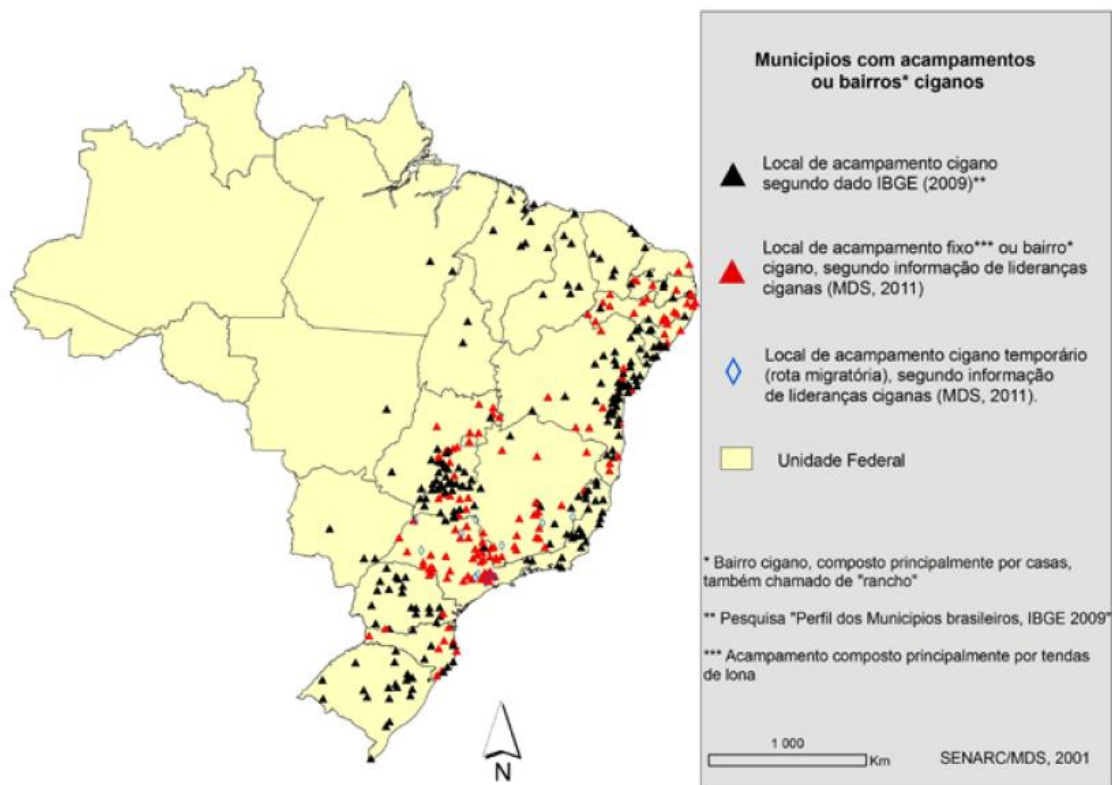 Municipios com acampamentos
ou bairros* ciganos
Local de acampamento cigano
segundo dado IBGE (2009)**
Local de acampamento fixo*** ou bairro*
cigano, segundo informação de lideranças
ciganas (MDS, 2011)
Local de acampamento cigano temporário
(rota migratória), segundo informação
de lideranças ciganas (MDS, 2011).
Unidade Federal
* Bairro cigano, composto principalmente por casas,
também chamado de "rancho"
** Pesquisa "Perfil dos Municipios brasileiros, IBGE 2009"
*** Acampamento composto principalmente por tendas
de lona
1 000
Km
SENARC/MDS, 2001
N